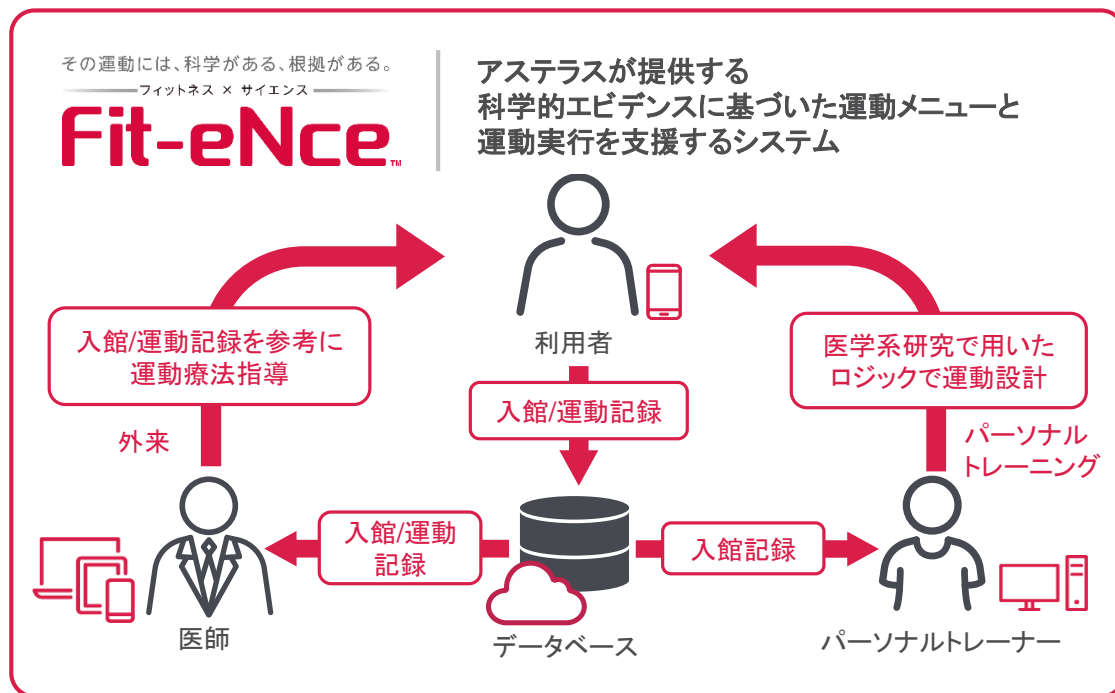 その運動には、科学がある、根拠がある。
フィットネス × サイエンス
Fit-eNce™
アステラスが提供する
科学的エビデンスに基づいた運動メニューと
運動実行を支援するシステム
利用者
入館/運動記録を参考に
運動療法指導
外来
入館/運動記録
医学系研究で用いた
ロジックで運動設計
パーソナル
トレーニング
入館/運動
記録
入館記録
医師
データベース
パーソナルトレーナー